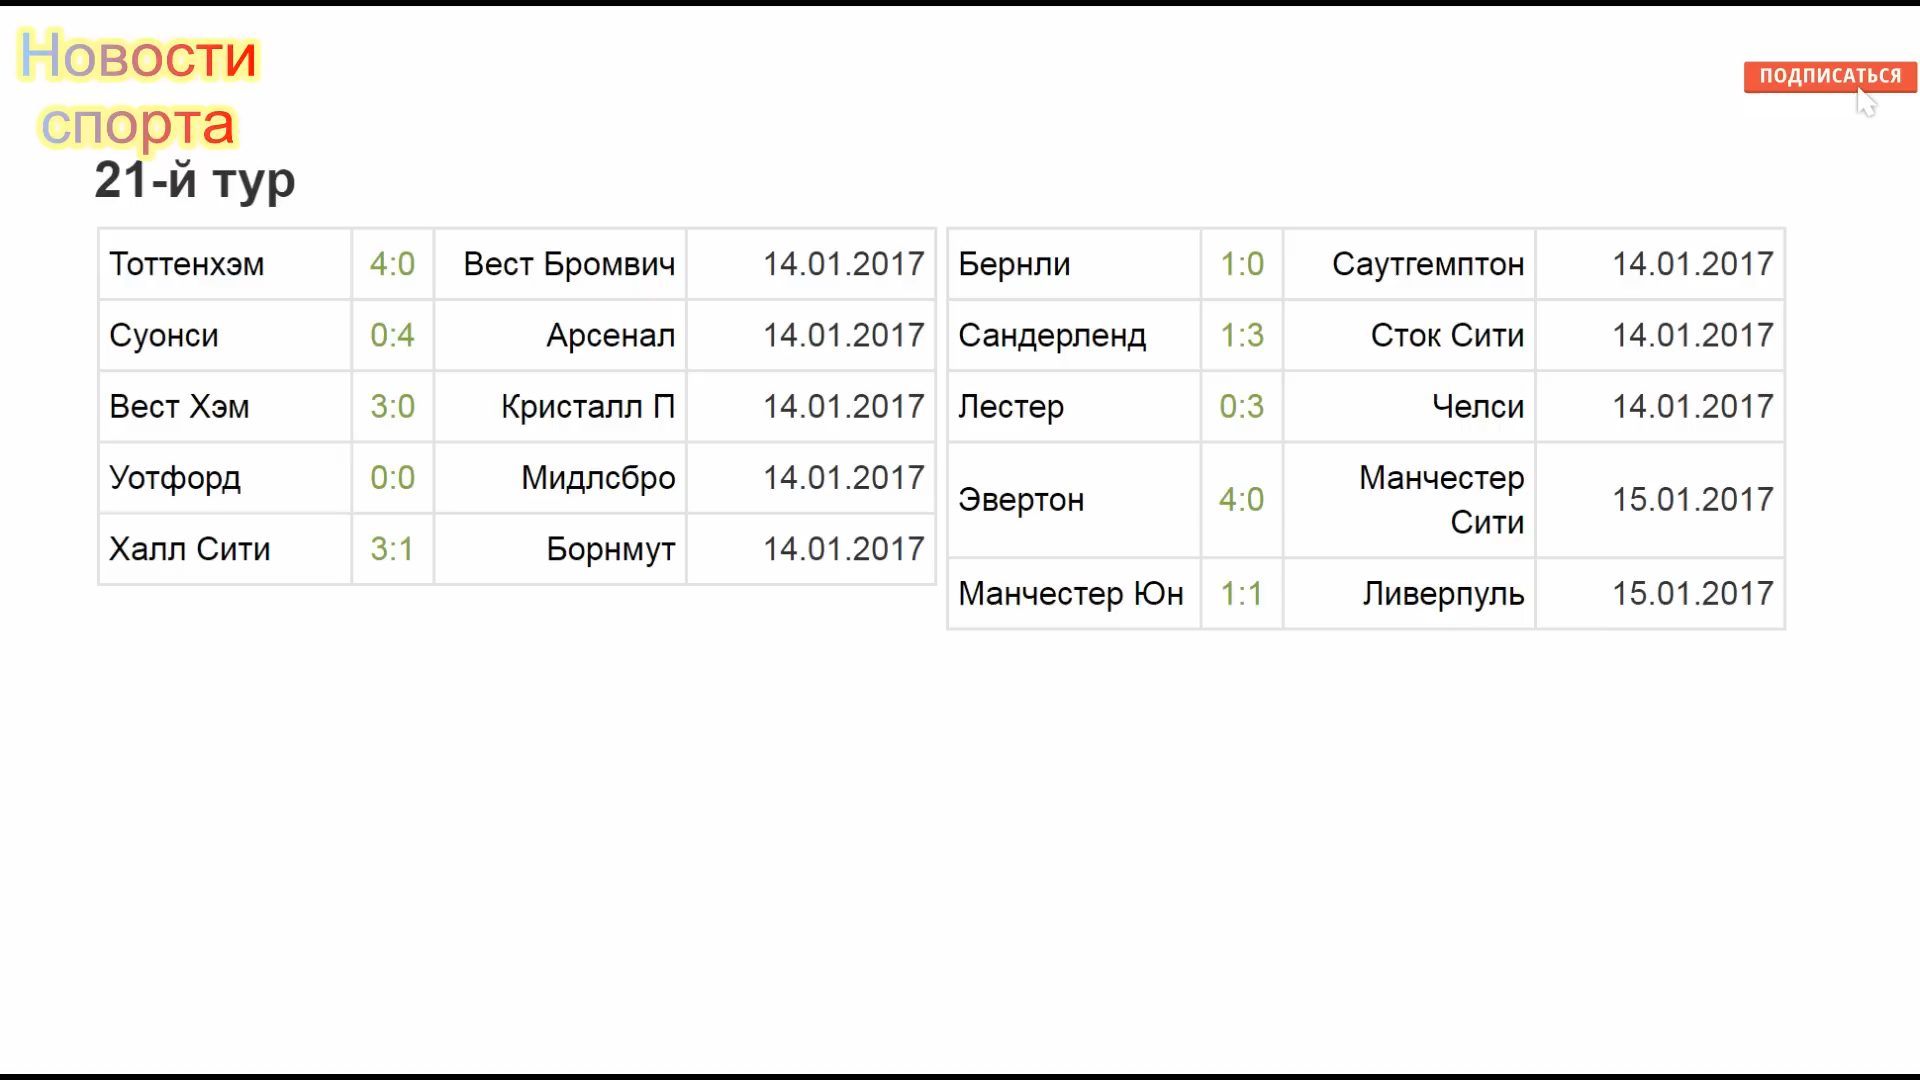 Новости
спорта
ПОДПИСАТЬСЯ
21-й тур
Тоттенхэм 4:0 Вест Бромвич 14.01.2017
Суонси 0:4 Арсенал 14.01.2017
Вест Хэм 3:0 Кристалл П 14.01.2017
Уотфорд 0:0 Мидлсбро 14.01.2017
Халл Сити 3:1 Борнмут 14.01.2017
Бернли 1:0 Саутгемптон 14.01.2017
Сандерленд 1:3 Сток Сити 14.01.2017
Лестер 0:3 Челси 14.01.2017
Эвертон 4:0 Манчестер
Сити 15.01.2017
Манчестер Юн 1:1 Ливерпуль 15.01.2017